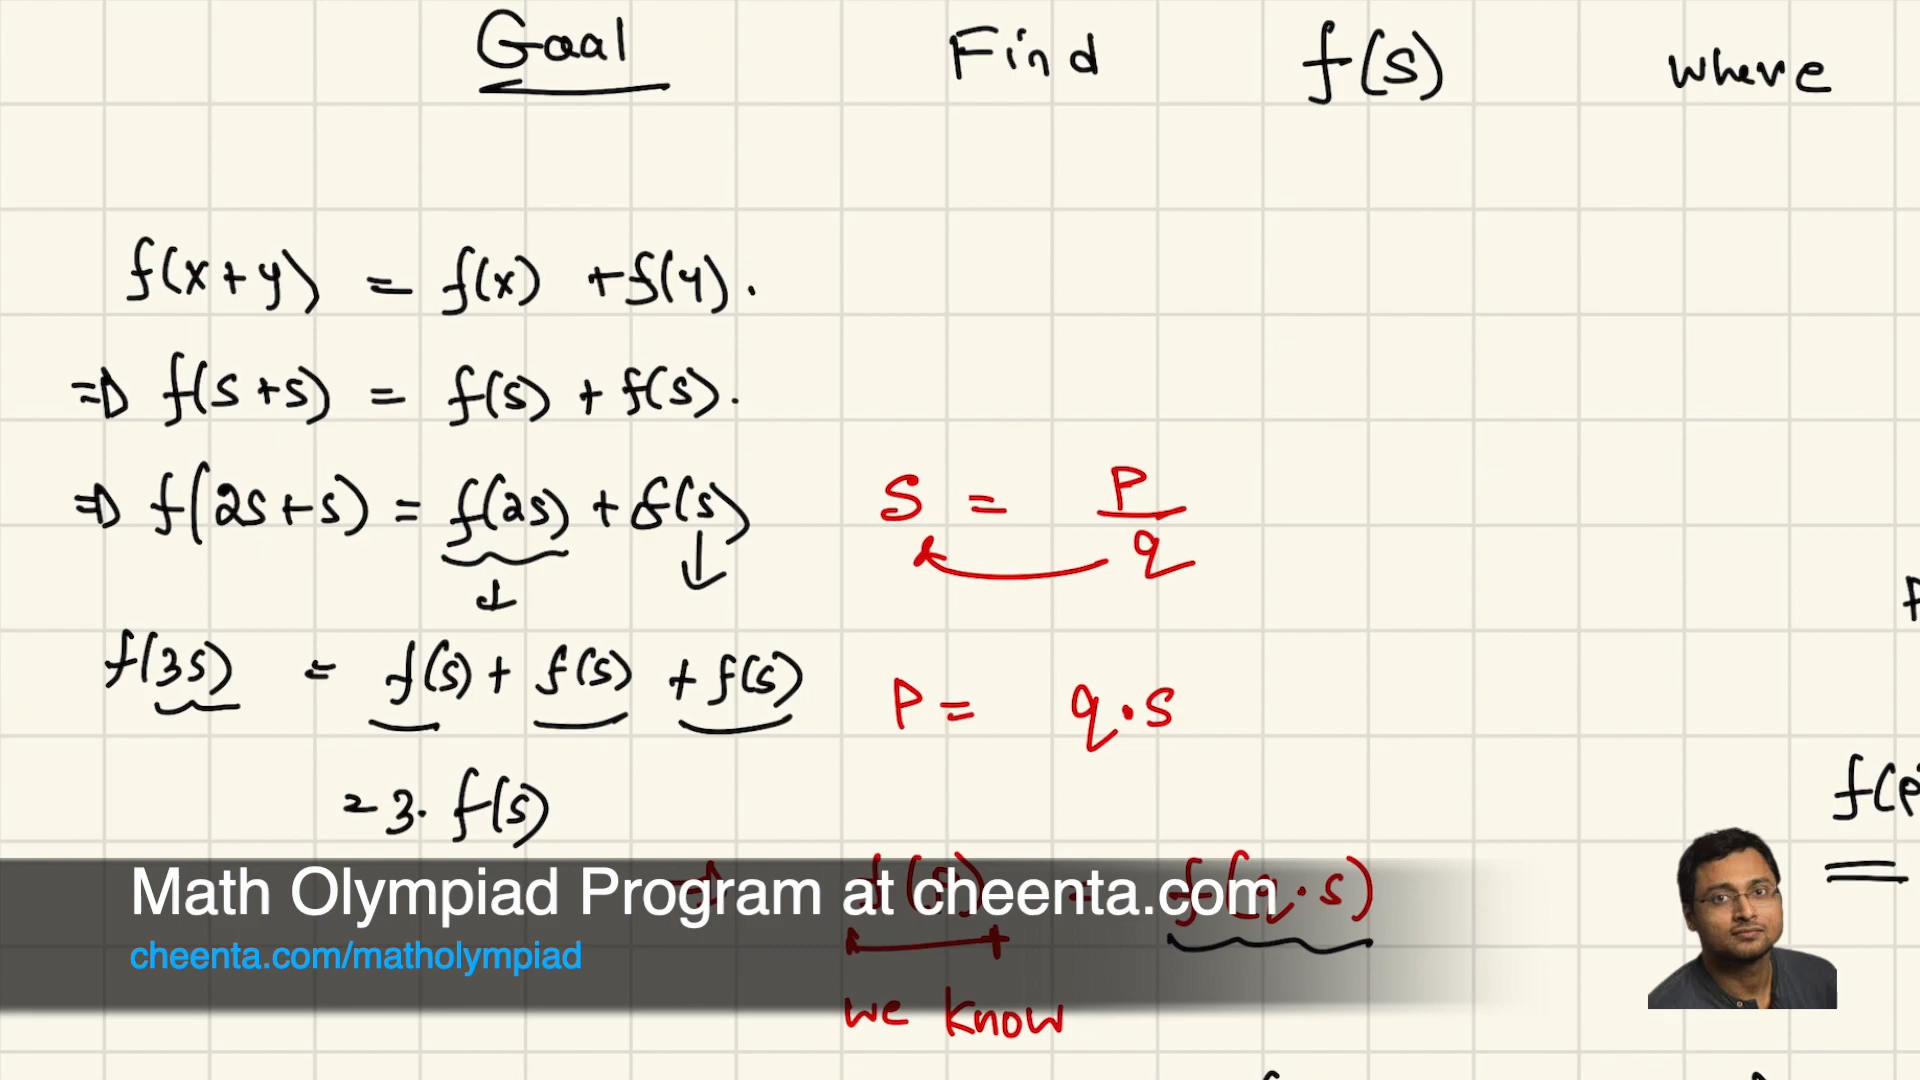 Goal Find f(s) where
f(x+y) = f(x) + f(y).
⇒ f(s+s) = f(s) + f(s).
⇒ f(2s+s) = f(2s) + f(s)
f(3s) = f(s) + f(s) + f(s)
= 3. f(s)
S = p/q
P = q.s
f(p) = f(q.s)
we know
f(p
Math Olympiad Program at cheenta.com
cheenta.com/matholympiad